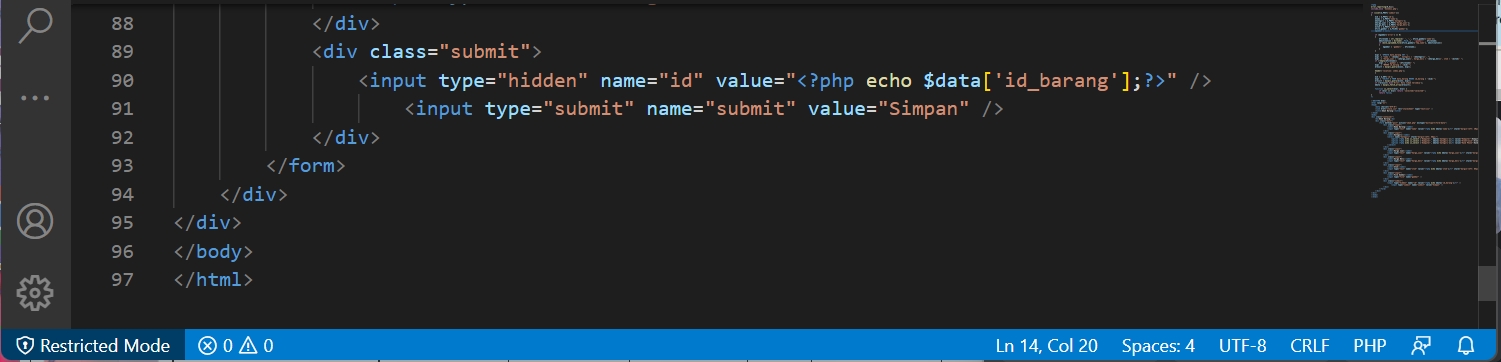 88 </div>
89 <div class="submit">
90 <input type="hidden" name="id" value="<?php echo $data['id_barang'];?>" />
91 <input type="submit" name="submit" value="Simpan" />
92 </div>
93 </form>
94 </div>
95 </div>
96 </body>
97 </html>
Restricted Mode 0 0 Ln 14, Col 20 Spaces: 4 UTF-8 CRLF PHP